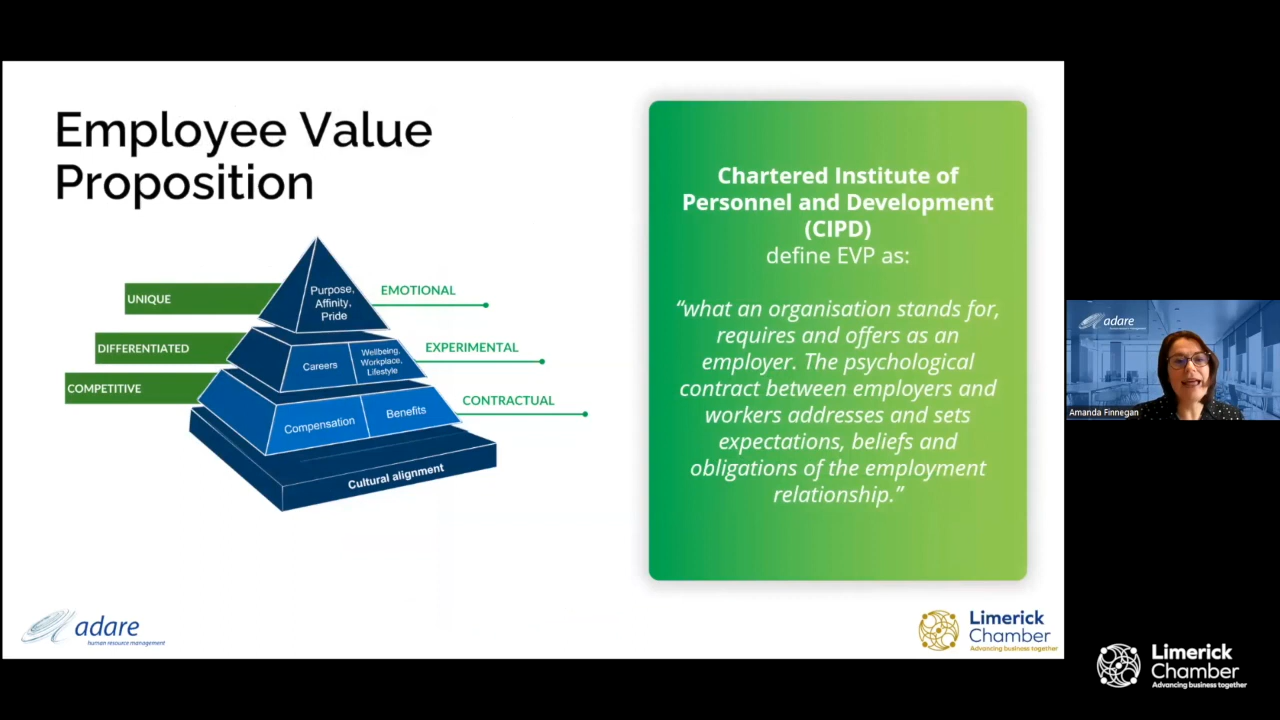 Employee Value
Proposition
UNIQUE
DIFFERENTIATED
COMPETITIVE
Purpose,
Affinity,
Pride
Careers
Wellbeing,
Workplace,
Lifestyle
Compensation
Benefits
Cultural alignment
EMOTIONAL
EXPERIMENTAL
CONTRACTUAL
Chartered Institute of
Personnel and Development
(CIPD)
define EVP as:
“what an organisation stands for,
requires and offers as an
employer. The psychological
contract between employers and
workers addresses and sets
expectations, beliefs and
obligations of the employment
relationship.”
adare
human resource management
Limerick
Chamber
Advancing business together
adare
Amanda Finnegan
Limerick
Chamber
Advancing business together